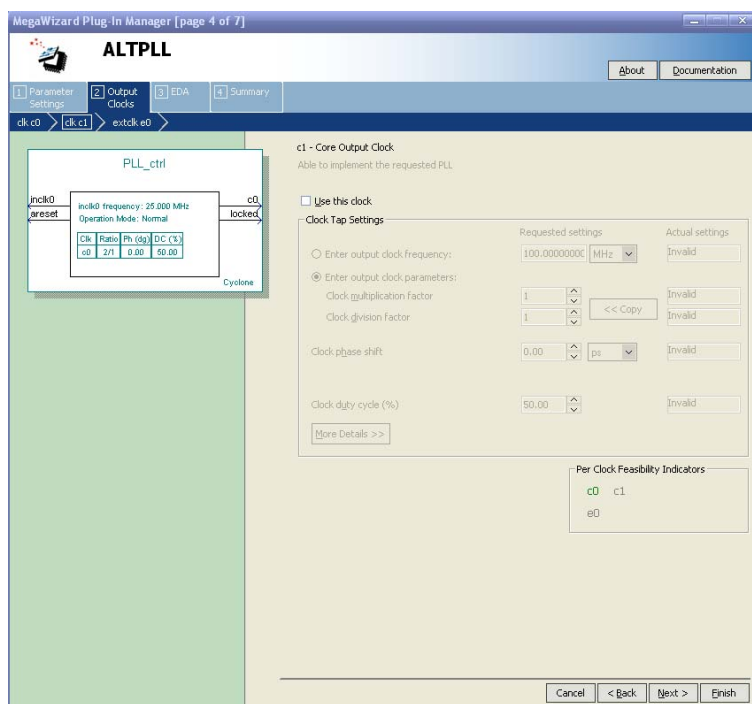 MegaWizard Plug-In Manager [page 4 of 7]
ALTPLL
About Documentation
1 Parameter Settings 2 Output Clocks 3 EDA 4 Summary
clk c0 clk c1 extclk e0
PLL_ctrl
inclk0 c0
areset locked
inclk0 frequency: 25.000 MHz
Operation Mode: Normal
Clk Ratio Ph (dg) DC (%)
c0 2/1 0.00 50.00
Cyclone
c1 - Core Output Clock
Able to implement the requested PLL
Use this clock
Clock Tap Settings
Requested settings Actual settings
Enter output clock frequency: 100.0000000C MHz Invalid
Enter output clock parameters:
Clock multiplication factor 1 Invalid
<< Copy
Clock division factor 1 Invalid
Clock phase shift 0.00 ps Invalid
Clock duty cycle (%) 50.00 Invalid
More Details >>
Per Clock Feasibility Indicators
c0 c1
e0
Cancel < Back Next > Finish